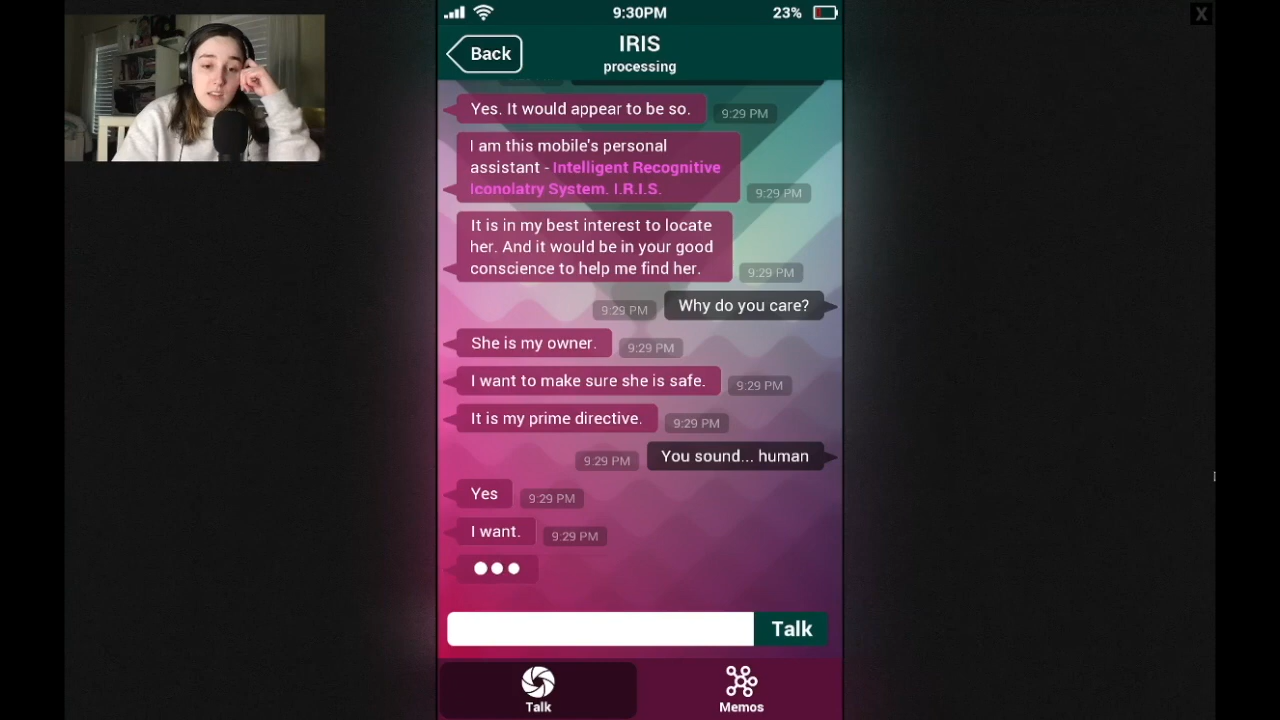 9:30PM
23%
X
Back
IRIS
processing
Yes. It would appear to be so.
9:29 PM
I am this mobile's personal
assistant - Intelligent Recognitive
Iconolatry System. I.R.I.S.
9:29 PM
It is in my best interest to locate
her. And it would be in your good
conscience to help me find her.
9:29 PM
9:29 PM
Why do you care?
She is my owner.
9:29 PM
I want to make sure she is safe.
9:29 PM
It is my prime directive.
9:29 PM
9:29 PM
You sound... human
Yes
9:29 PM
I want.
9:29 PM
Talk
Talk
Memos